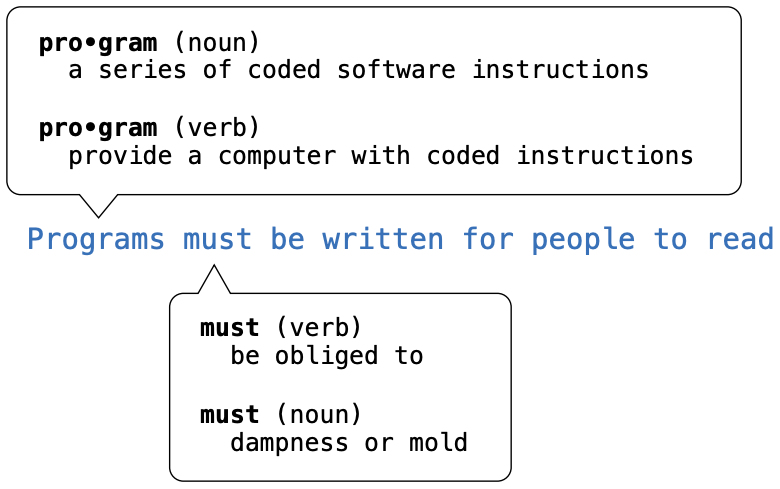 pro•gram (noun)
a series of coded software instructions
pro•gram (verb)
provide a computer with coded instructions
Programs must be written for people to read
must (verb)
be obliged to
must (noun)
dampness or mold